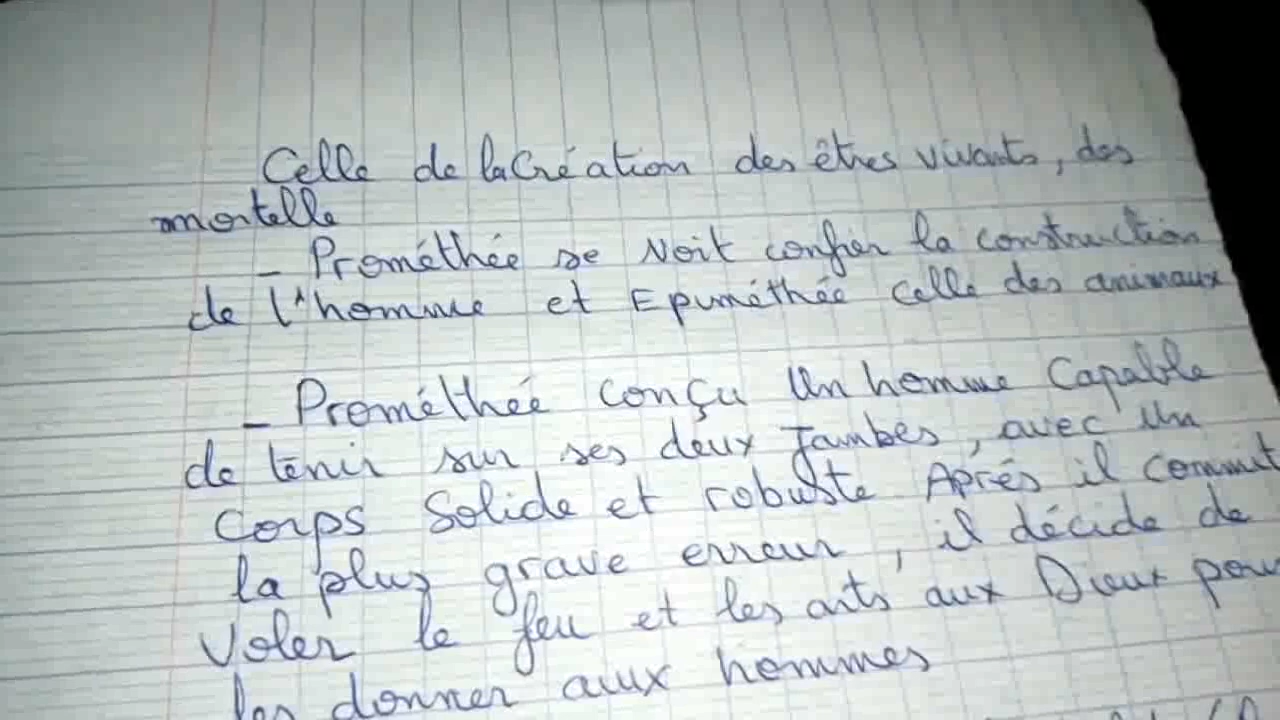 Celle de la Création des êtres vivants, des
mortelle
- Prométhée se voit confier la construction
de l'homme et Epuméthée celle des animaux
- Prométhée conçu un homme capable
de tenir sur ses deux jambes, avec un
corps Solide et robuste Après il commit
la plus grave erreur, il décide de
voler le feu et les arts aux Dieux pour
les donner aux hommes